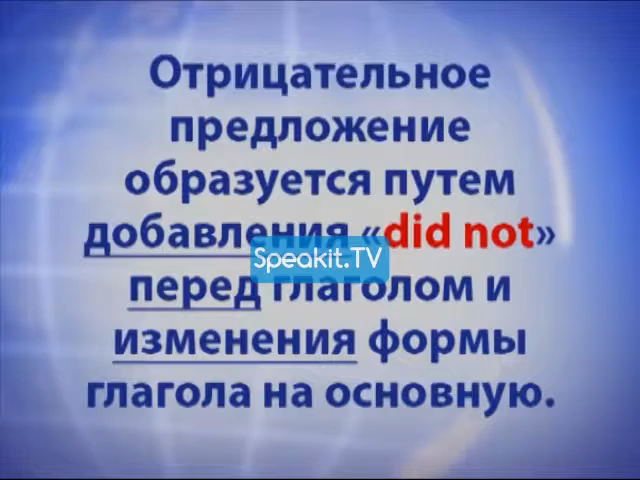 Отрицательное
предложение
образуется путем
добавления «did not»
Speakit.TV
перед глаголом и
изменения формы
глагола на основную.